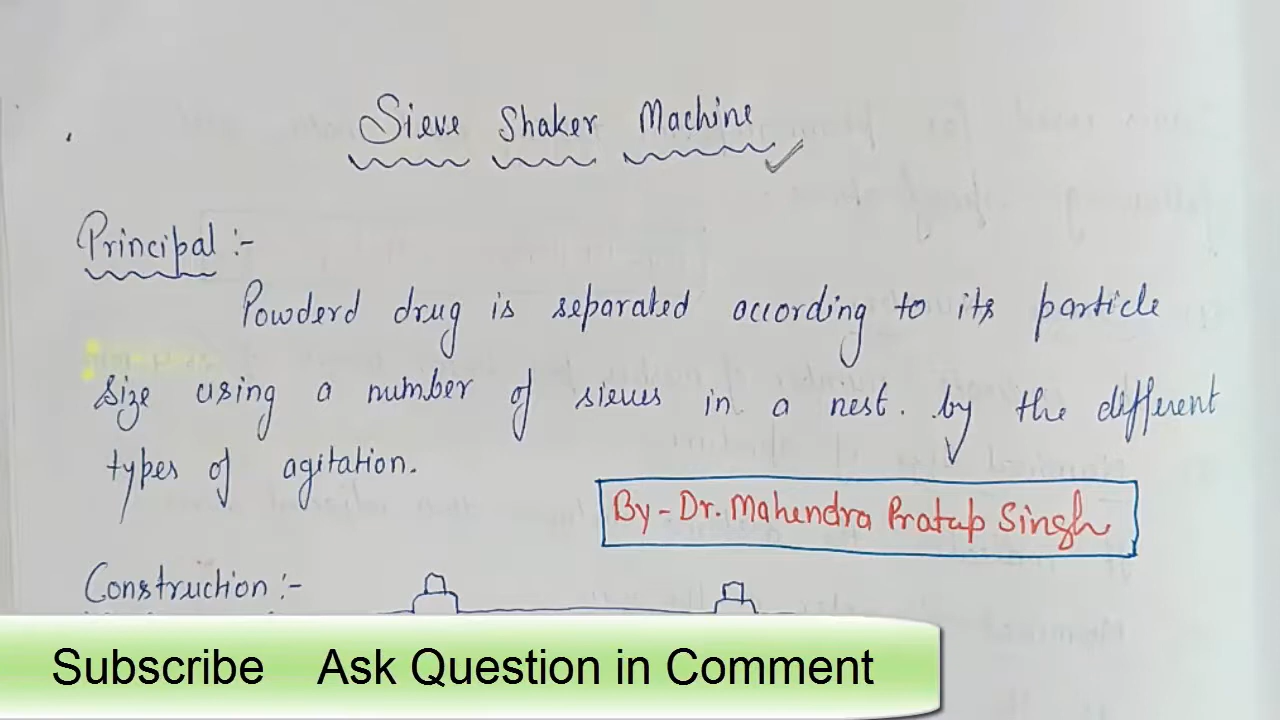 Sieve Shaker Machine
Principal :-
Powderd drug is separated according to its particle
size using a number of sieves in a nest. by the different
types of agitation.
By - Dr. Mahendra Pratap Singh
Construction :-
Subscribe Ask Question in Comment